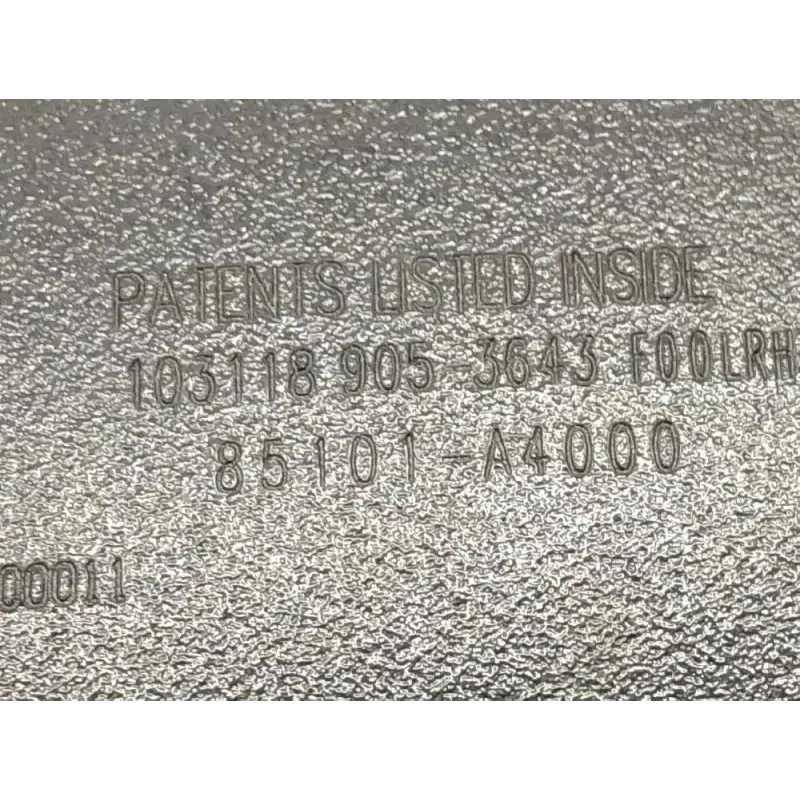 PATENTS LISTED INSIDE
103118 905-3643 F00LRH
85101-A4000
00011